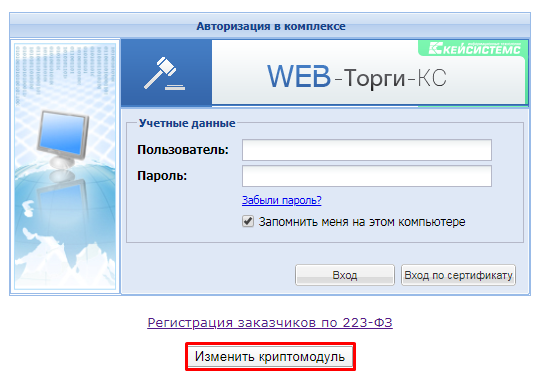 Авторизация в комплексе
КЕЙСИСТЕМС
WEB-Торги-КС
Учетные данные
Пользователь:
Пароль:
Забыли пароль?
Запомнить меня на этом компьютере
Вход Вход по сертификату
Регистрация заказчиков по 223-ФЗ
Изменить криптомодуль